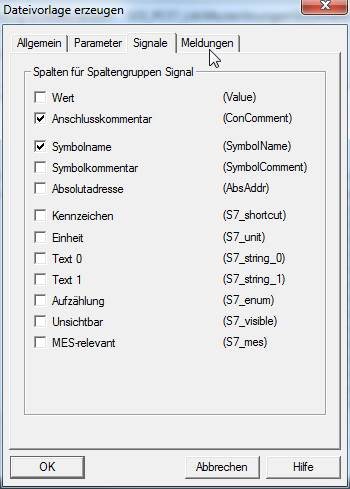 Dateivorlage erzeugen
Allgemein Parameter Signale Meldungen
Spalten für Spaltengruppen Signal
Wert (Value)
Anschlusskommentar (ConComment)
Symbolname (SymbolName)
Symbolkommentar (SymbolComment)
Absolutadresse (AbsAddr)
Kennzeichen (S7_shortcut)
Einheit (S7_unit)
Text 0 (S7_string_0)
Text 1 (S7_string_1)
Aufzählung (S7_enum)
Unsichtbar (S7_visible)
MES-relevant (S7_mes)
OK Abbrechen Hilfe